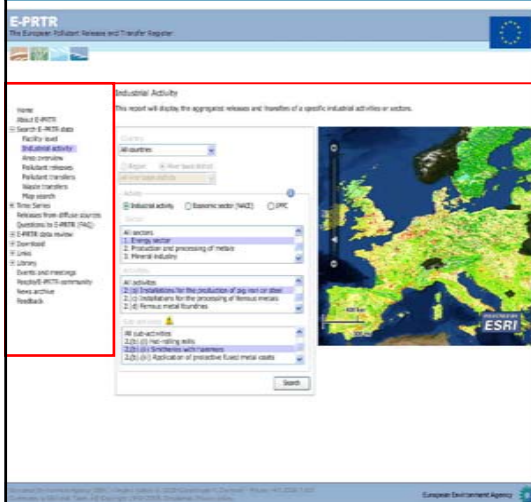 E-PRTR
The European Pollutant Release and Transfer Register
Industrial Activity
This report will display the aggregated releases and transfers of a specific industrial activities or sectors.
Home
About E-PRTR
Search E-PRTR data
Facility level
Industrial activity
Area overview
Pollutant releases
Pollutant transfers
Waste transfers
Map search
Time Series
Releases from diffuse sources
Questions to E-PRTR (FAQ)
E-PRTR data review
Download
Links
Library
Events and meetings
People/E-PRTR community
News archive
Feedback
Country
All countries
Region
River basin district
All river basin districts
Activity
Industrial activity
Economic sector (NACE)
IPPC
Sector
All sectors
1. Energy sector
2. Production and processing of metals
3. Mineral industry
Activities
All activities
2.(b) Installations for the production of pig iron or steel
2.(c) Installations for the processing of ferrous metals
2.(d) Ferrous metal foundries
Sub-activities
All sub-activities
2.(c) (i) Hot-rolling mills
2.(c) (ii) Smitheries with hammers
2.(c) (iii) Application of protective fused metal coats
Search
400 km
ESRI
European Environment Agency